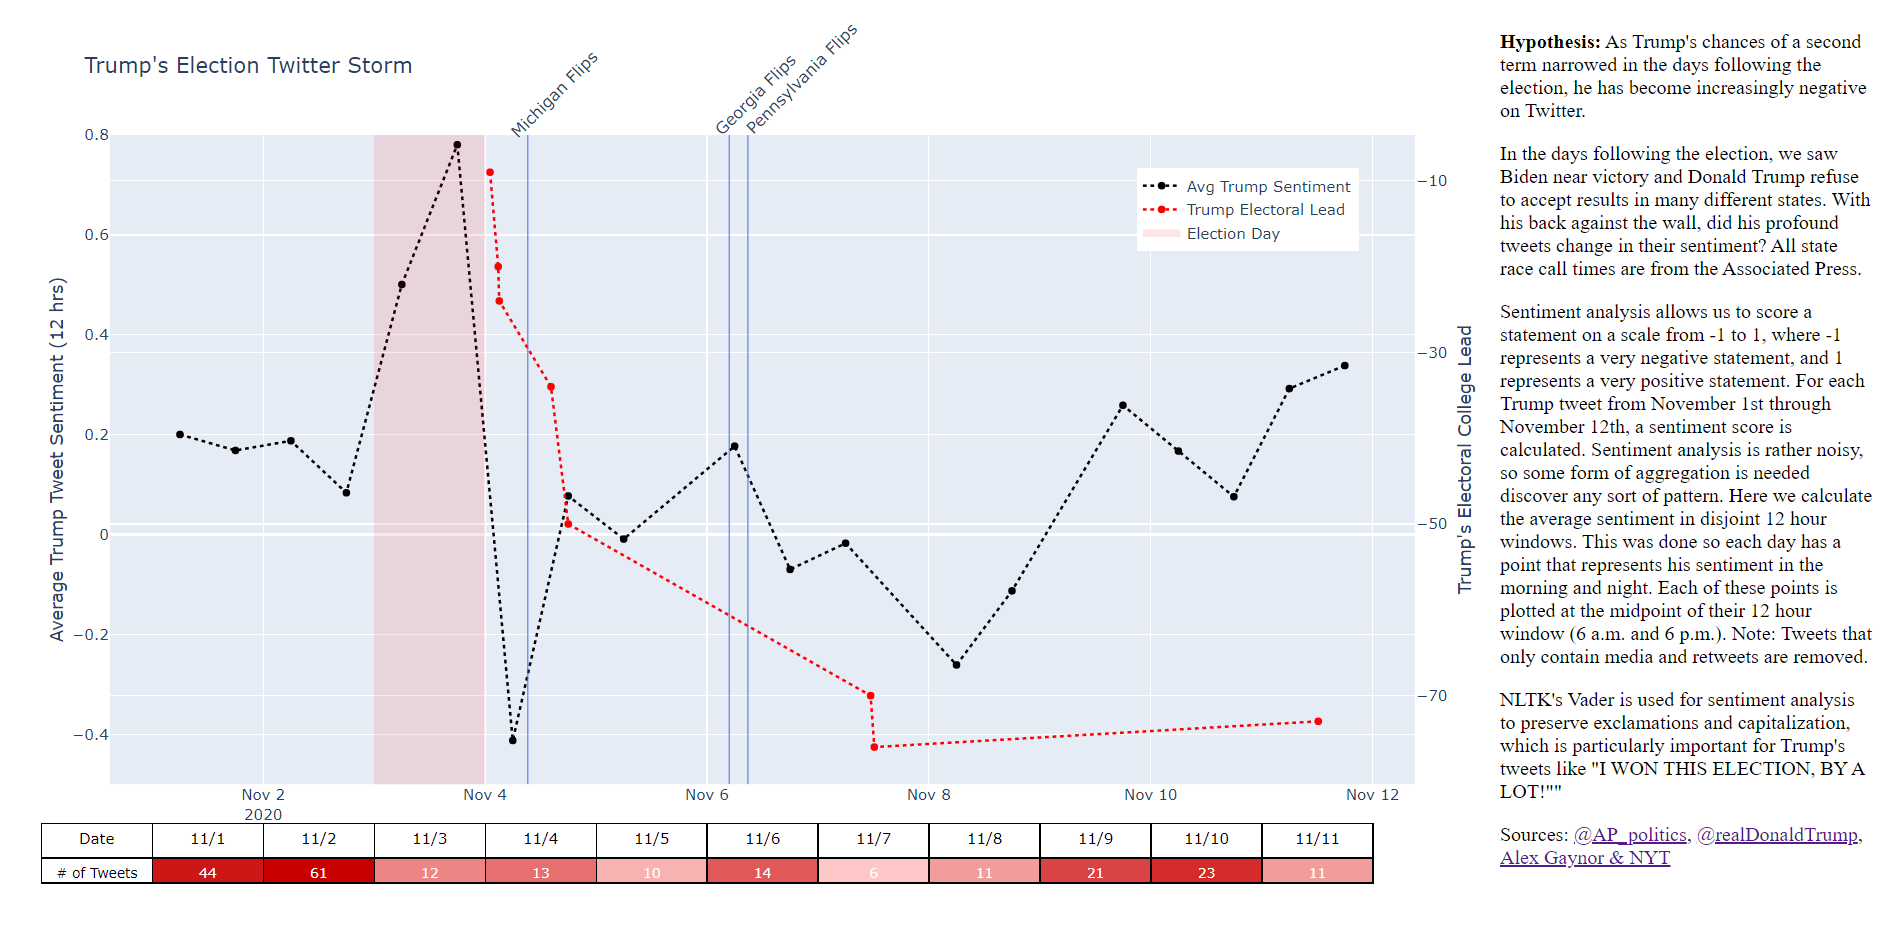 Trump's Election Twitter Storm
Michigan Flips
Georgia Flips
Pennsylvania Flips
0.8
0.6
0.4
0.2
0
−0.2
−0.4
Average Trump Tweet Sentiment (12 hrs)
Avg Trump Sentiment
Trump Electoral Lead
Election Day
−10
−30
−50
−70
Trump's Electoral College Lead
Nov 2
2020
Nov 4
Nov 6
Nov 8
Nov 10
Nov 12
Date 11/1 11/2 11/3 11/4 11/5 11/6 11/7 11/8 11/9 11/10 11/11
# of Tweets 44 61 12 13 10 14 6 11 21 23 11
Hypothesis: As Trump's chances of a second
term narrowed in the days following the
election, he has become increasingly negative
on Twitter.
In the days following the election, we saw
Biden near victory and Donald Trump refuse
to accept results in many different states. With
his back against the wall, did his profound
tweets change in their sentiment? All state
race call times are from the Associated Press.
Sentiment analysis allows us to score a
statement on a scale from -1 to 1, where -1
represents a very negative statement, and 1
represents a very positive statement. For each
Trump tweet from November 1st through
November 12th, a sentiment score is
calculated. Sentiment analysis is rather noisy,
so some form of aggregation is needed
discover any sort of pattern. Here we calculate
the average sentiment in disjoint 12 hour
windows. This was done so each day has a
point that represents his sentiment in the
morning and night. Each of these points is
plotted at the midpoint of their 12 hour
window (6 a.m. and 6 p.m.). Note: Tweets that
only contain media and retweets are removed.
NLTK's Vader is used for sentiment analysis
to preserve exclamations and capitalization,
which is particularly important for Trump's
tweets like "I WON THIS ELECTION, BY A
LOT!""
Sources: @AP_politics, @realDonaldTrump,
Alex Gaynor & NYT